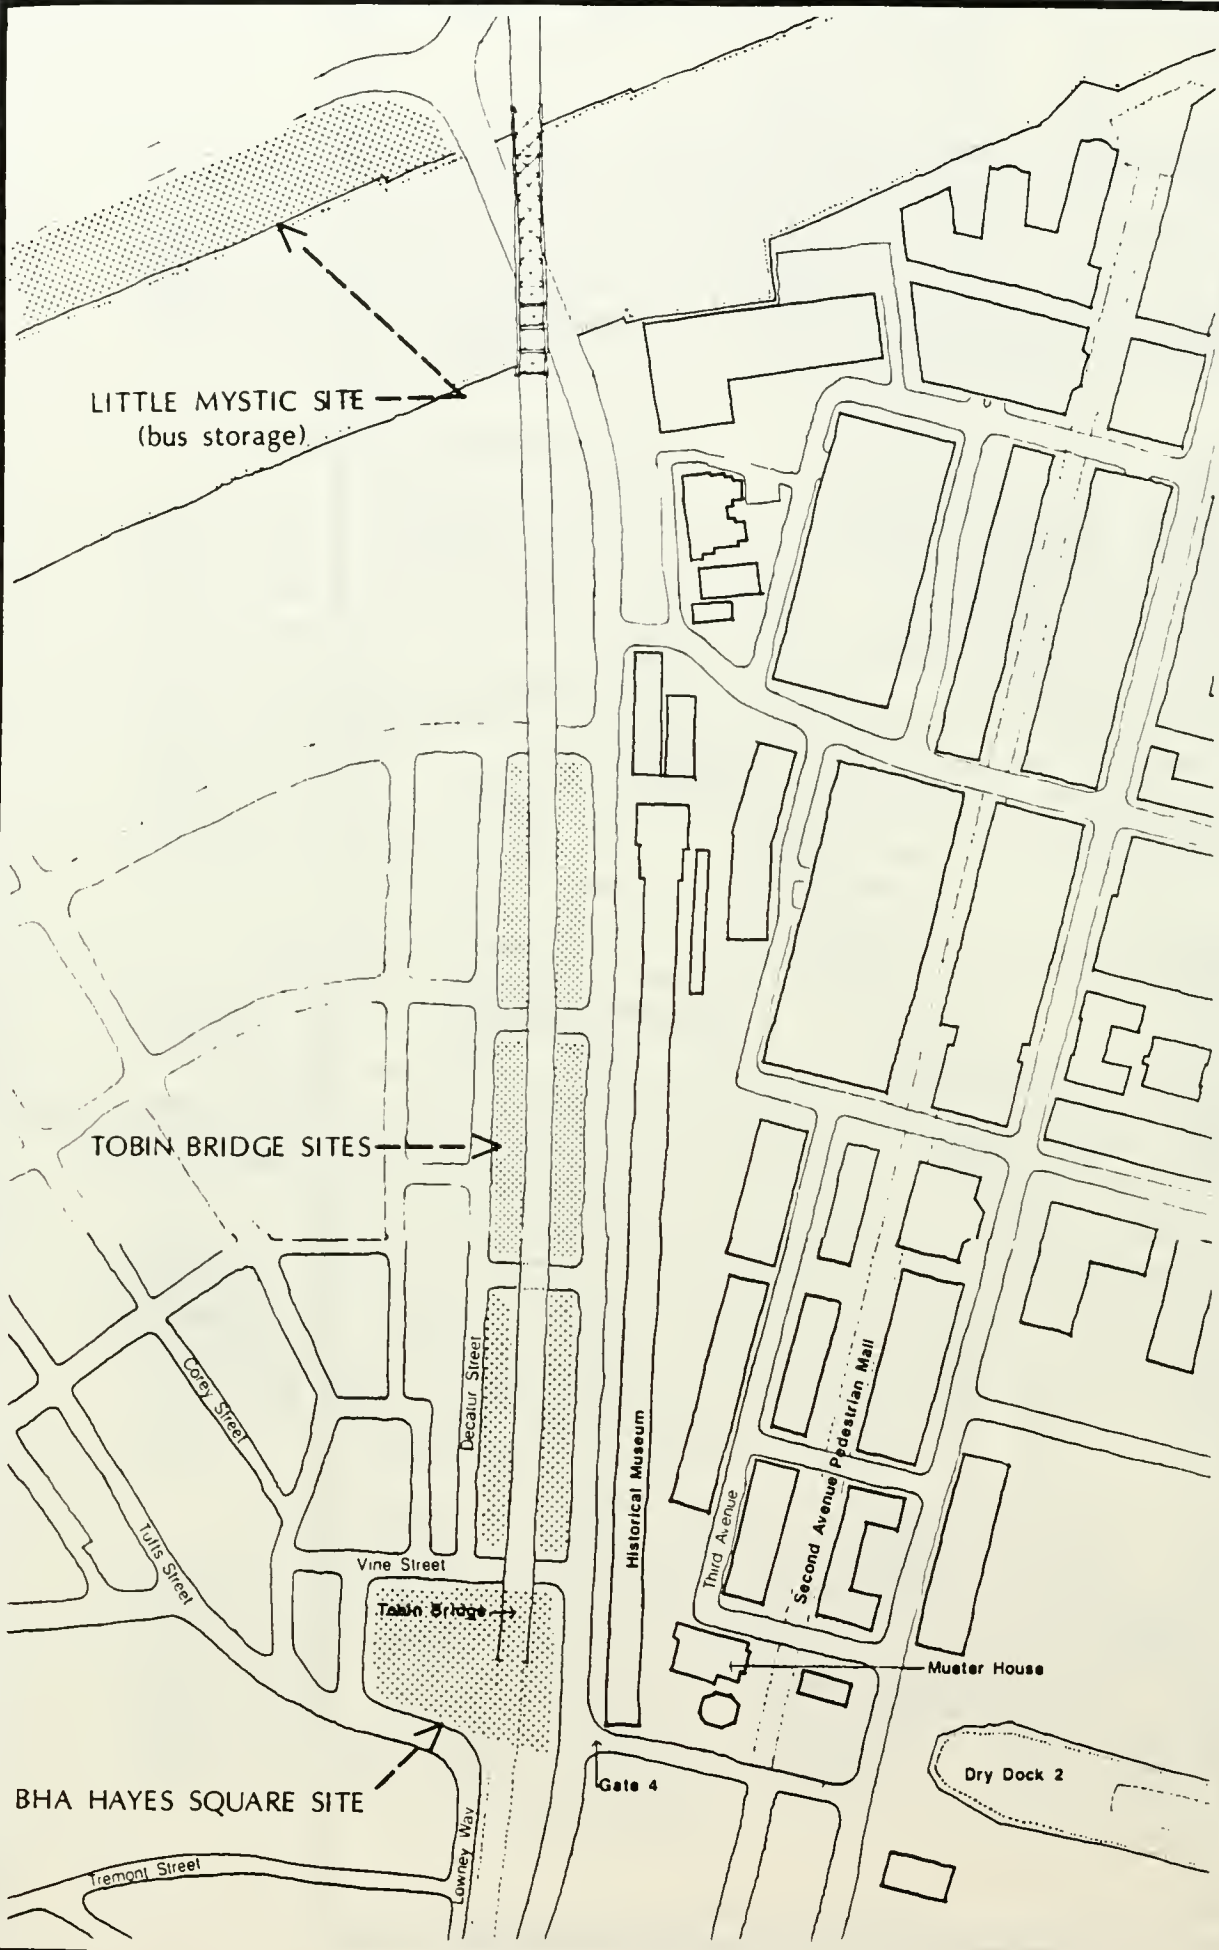 LITTLE MYSTIC SITE
(bus storage)
TOBIN BRIDGE SITES
Decatur Street
Corey Street
Historical Museum
Second Avenue Pedestrian Mall
Third Avenue
Tufts Street
Vine Street
Tobin Bridge
Muster House
BHA HAYES SQUARE SITE
Gate 4
Dry Dock 2
Lowney Way
Tremont Street